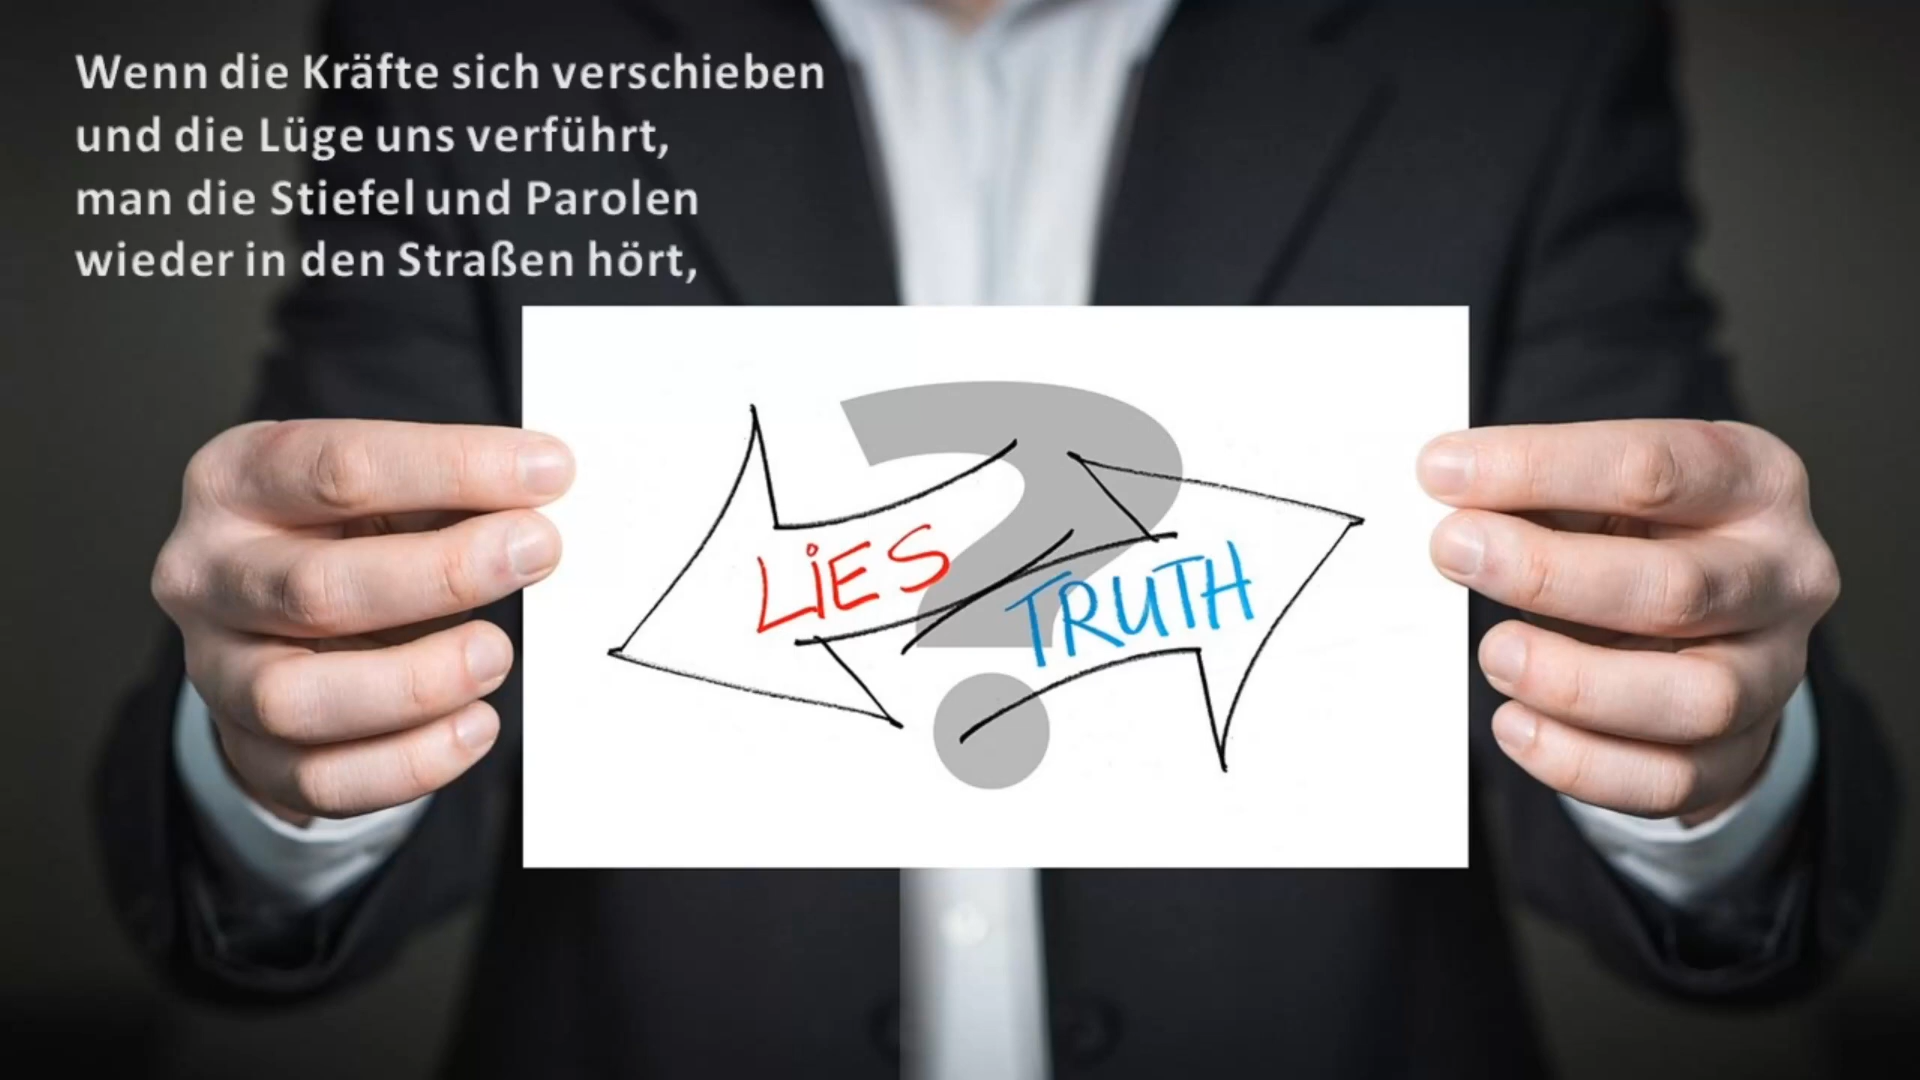 Wenn die Kräfte sich verschieben
und die Lüge uns verführt,
man die Stiefel und Parolen
wieder in den Straßen hört,
?
LiES
TRUTH